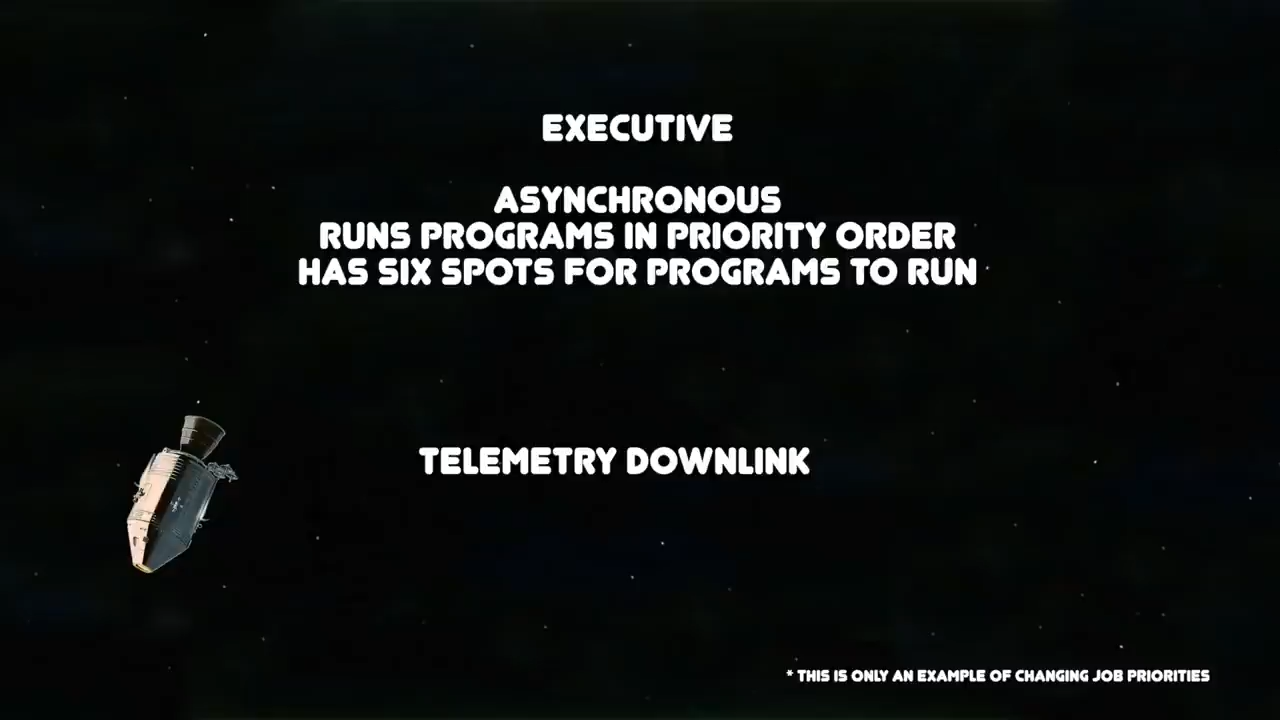 EXECUTIVE
ASYNCHRONOUS
RUNS PROGRAMS IN PRIORITY ORDER
HAS SIX SPOTS FOR PROGRAMS TO RUN
TELEMETRY DOWNLINK
* THIS IS ONLY AN EXAMPLE OF CHANGING JOB PRIORITIES